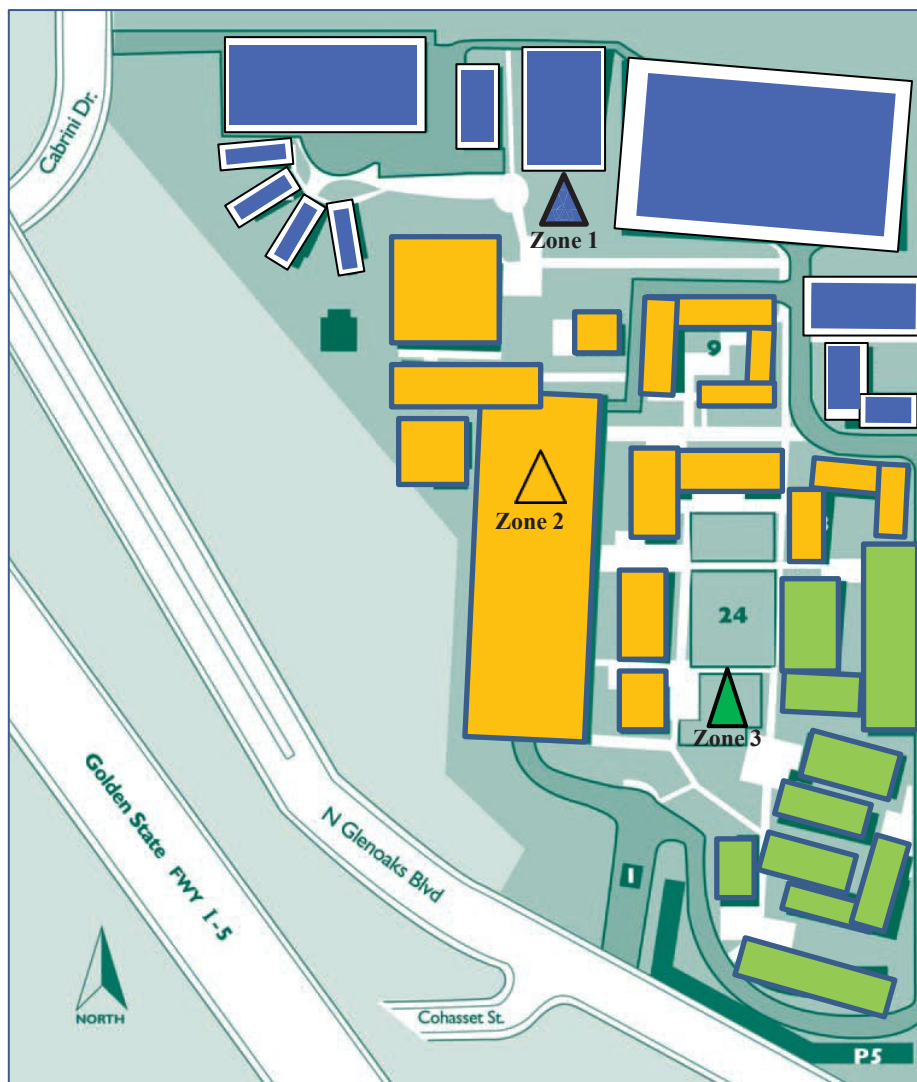 Cabrini Dr.
Zone 1
9
Zone 2
24
Zone 3
Golden State FWY I-5
N Glenoaks Blvd
1
NORTH
Cohasset St.
P5